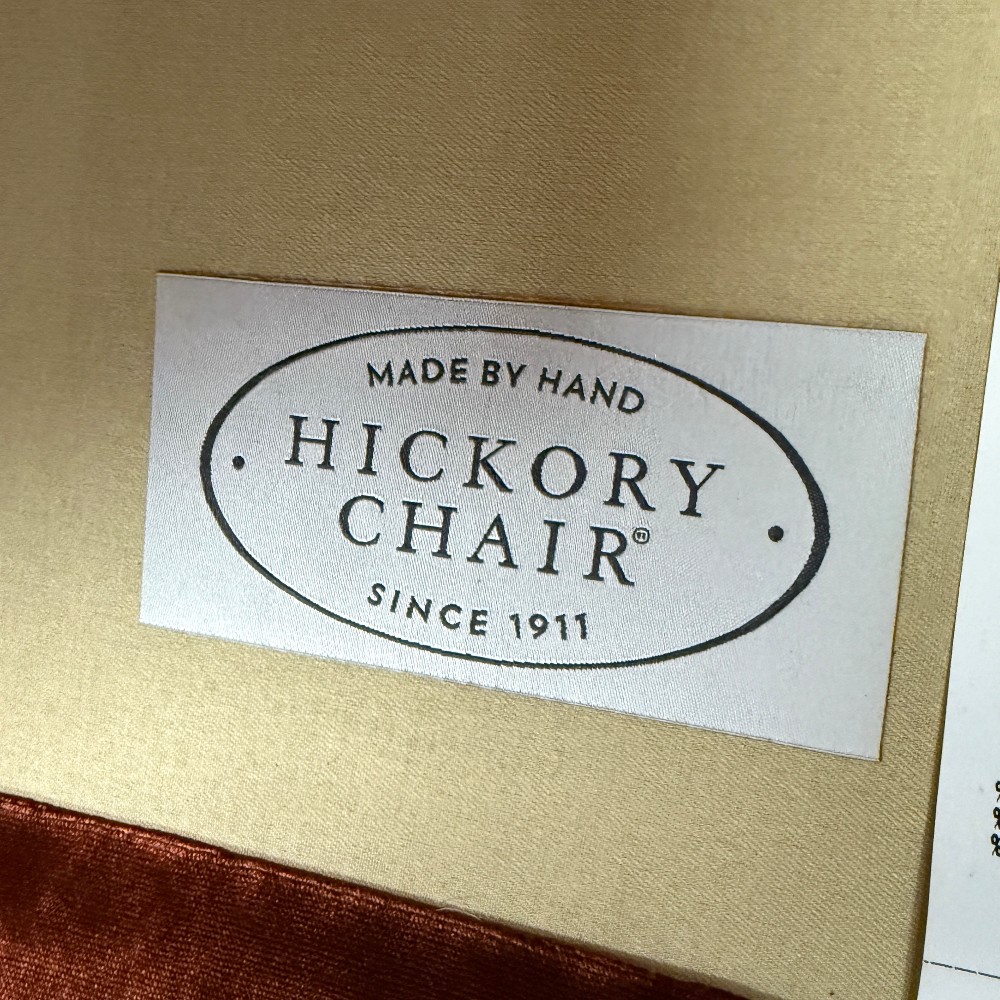 MADE BY HAND
HICKORY
CHAIR®
SINCE 1911